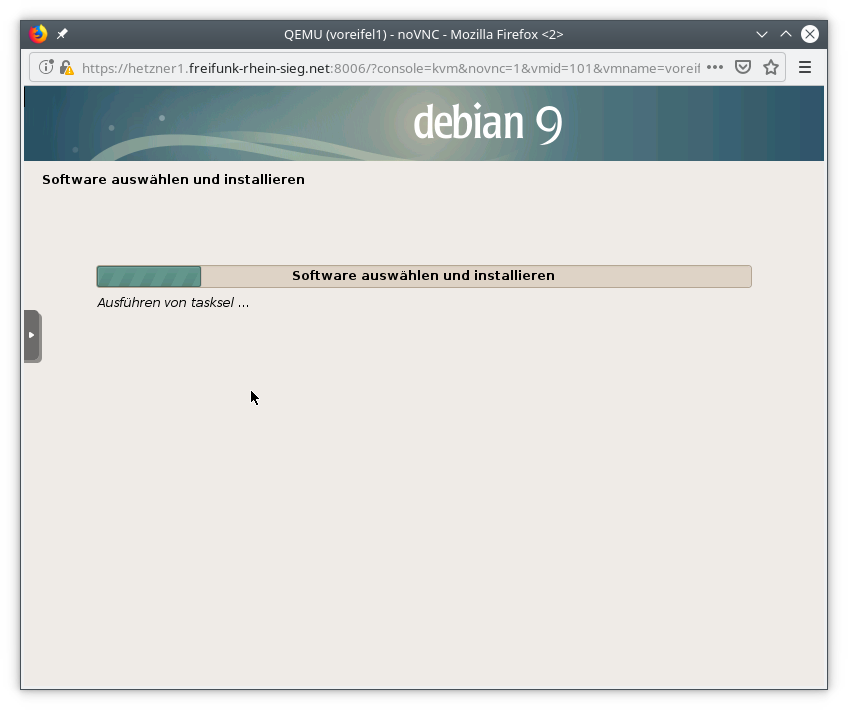 QEMU (voreifel1) - noVNC - Mozilla Firefox <2>
https://hetzner1.freifunk-rhein-sieg.net:8006/?console=kvm&novnc=1&vmid=101&vmname=voreif
debian 9
Software auswählen und installieren
Software auswählen und installieren
Ausführen von tasksel ...